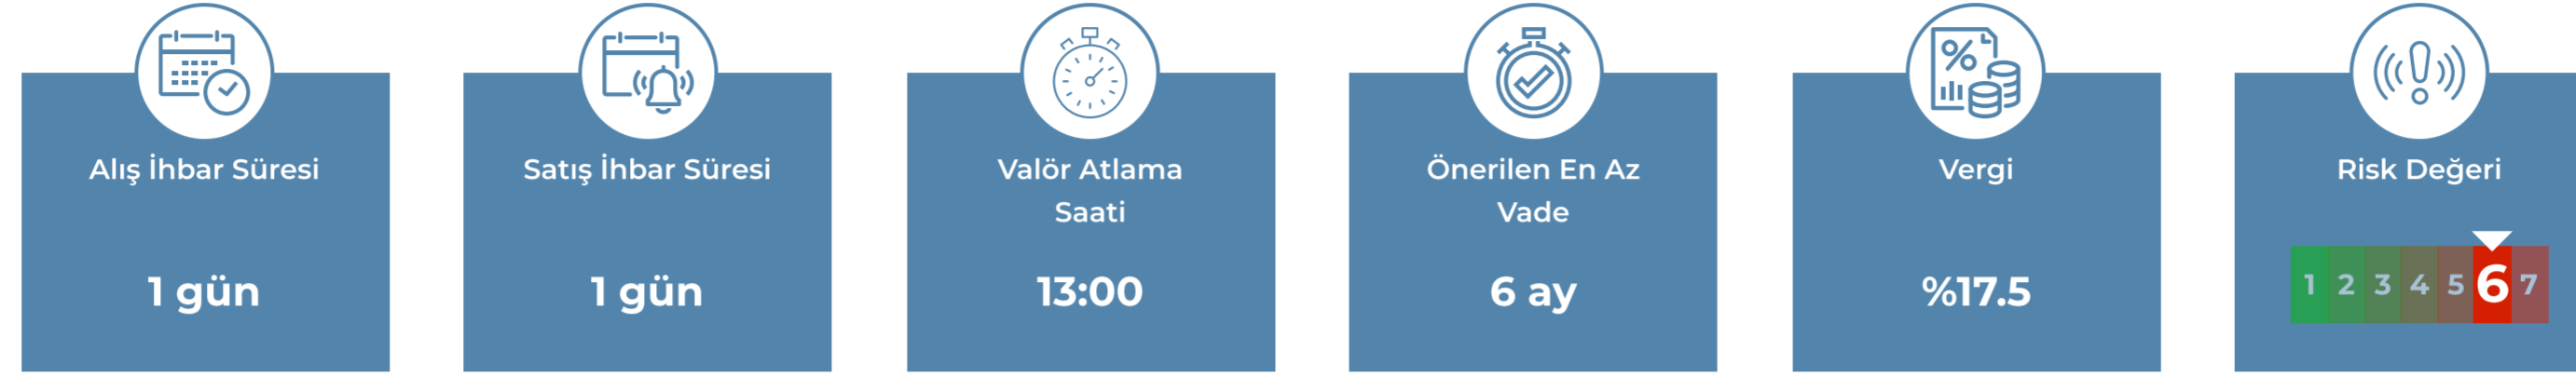 Alış İhbar Süresi
1 gün
Satış İhbar Süresi
1 gün
Valör Atlama
Saati
13:00
Önerilen En Az
Vade
6 ay
%
Vergi
%17.5
Risk Değeri
1 2 3 4 5 6 7